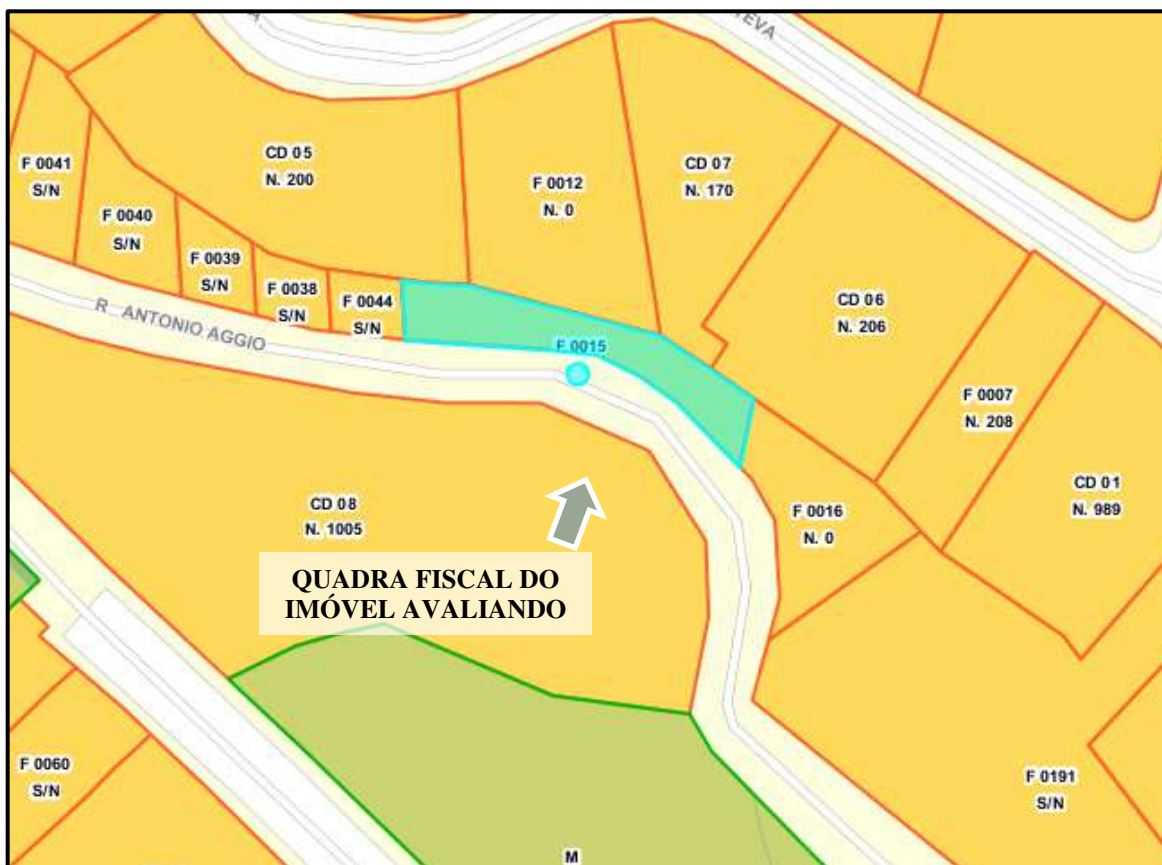 TEVA
CD 05
N. 200
CD 07
N. 170
F 0041
S/N
F 0012
N. 0
F 0040
S/N
F 0039
S/N
F 0038
S/N
F 0044
S/N
CD 06
N. 206
R ANTONIO AGGIO
F 0015
F 0007
N. 208
CD 01
N. 989
CD 08
N. 1005
F 0016
N. 0
QUADRA FISCAL DO
IMÓVEL AVALIANDO
F 0060
S/N
F 0191
S/N
M